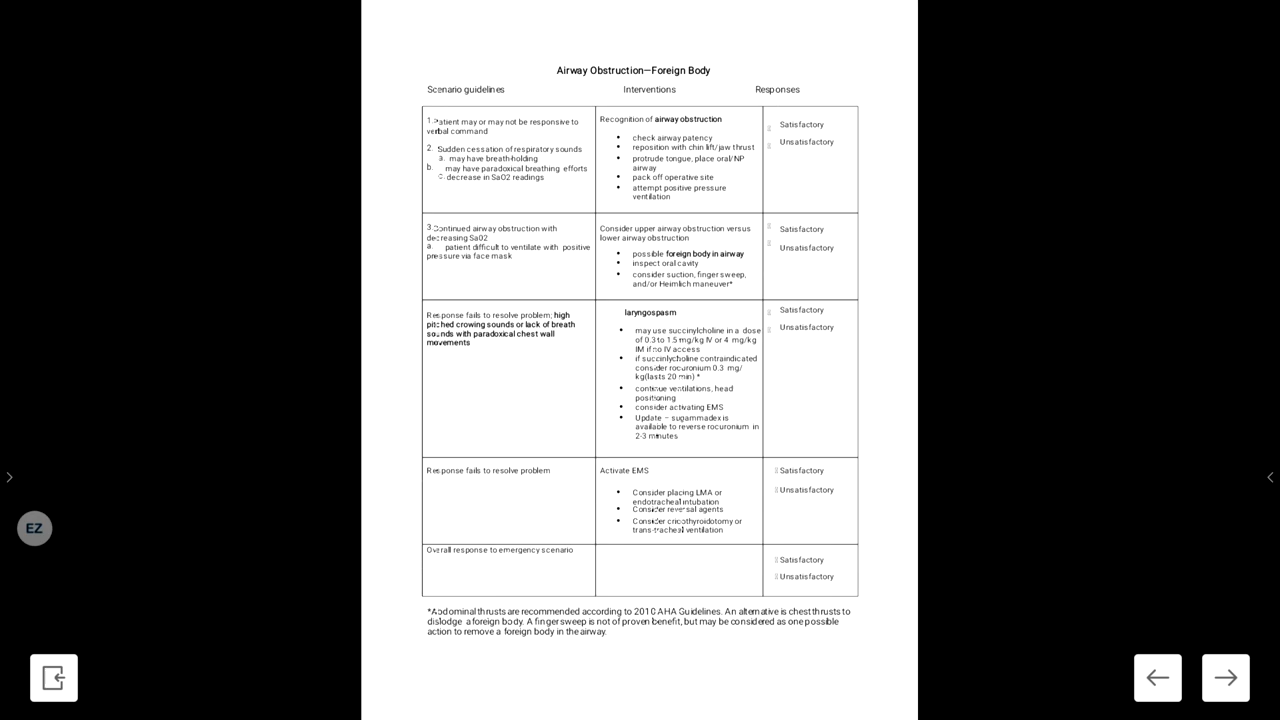 Airway Obstruction—Foreign Body
Scenario guidelines
Interventions
Responses
1. Patient may or may not be responsive to
verbal command
2. Sudden cessation of respiratory sounds
a. may have breath-holding
b. may have paradoxical breathing efforts
c. decrease in SaO2 readings
Recognition of airway obstruction
• check airway patency
• reposition with chin lift/jaw thrust
• protrude tongue, place oral/NP
airway
• pack off operative site
• attempt positive pressure
ventilation
Satisfactory
Unsatisfactory
3. Continued airway obstruction with
decreasing Sa02
a. patient difficult to ventilate with positive
pressure via face mask
Consider upper airway obstruction versus
lower airway obstruction
• possible foreign body in airway
• inspect oral cavity
• consider suction, finger sweep,
and/or Heimlich maneuver*
Satisfactory
Unsatisfactory
Response fails to resolve problem; high
pitched crowing sounds or lack of breath
sounds with paradoxical chest wall
movements
laryngospasm
• may use succinylcholine in a dose
of 0.3 to 1.5 mg/kg IV or 4 mg/kg
IM if no IV access
• if succinlycholine contraindicated
consider rocuronium 0.3 mg/
kg(lasts 20 min) *
• continue ventilations, head
positioning
• consider activating EMS
• Update – sugammadex is
available to reverse rocuronium in
2-3 minutes
Satisfactory
Unsatisfactory
Response fails to resolve problem
Activate EMS
• Consider placing LMA or
endotracheal intubation
• Consider reversal agents
• Consider cricothyroidotomy or
trans-tracheal ventilation
Satisfactory
Unsatisfactory
Overall response to emergency scenario
Satisfactory
Unsatisfactory
*Abdominal thrusts are recommended according to 2010 AHA Guidelines. An alternative is chest thrusts to
dislodge a foreign body. A finger sweep is not of proven benefit, but may be considered as one possible
action to remove a foreign body in the airway.
EZ